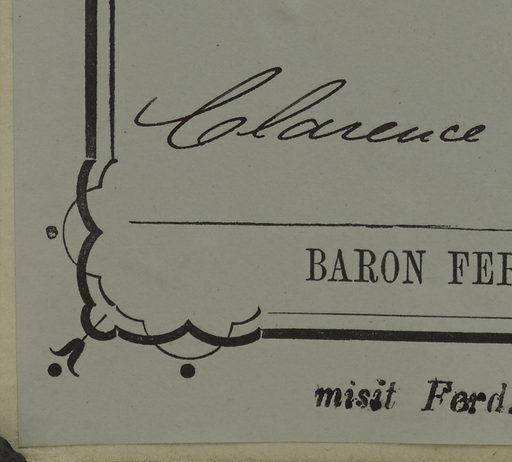 Clarence
BARON FER
misit Ferd.